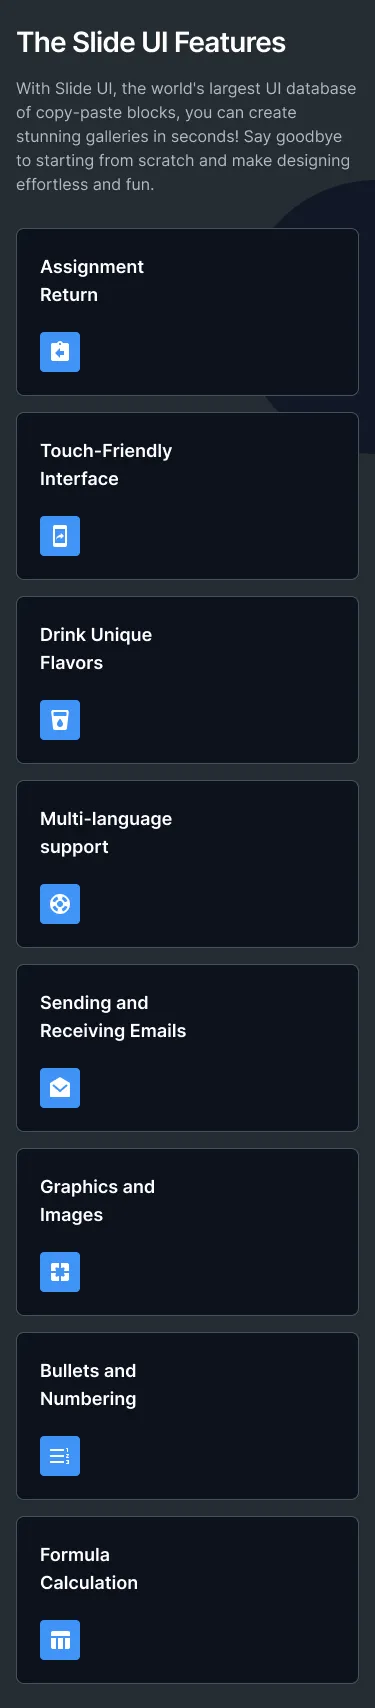 The Slide UI Features
With Slide UI, the world's largest UI database
of copy-paste blocks, you can create
stunning galleries in seconds! Say goodbye
to starting from scratch and make designing
effortless and fun.
Assignment
Return
Touch-Friendly
Interface
Drink Unique
Flavors
Multi-language
support
Sending and
Receiving Emails
Graphics and
Images
Bullets and
Numbering
1
2
3
Formula
Calculation